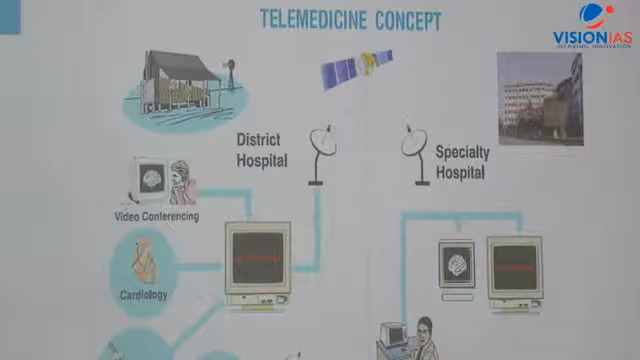 TELEMEDICINE CONCEPT
VISIONIAS
INSPIRING INNOVATION
District
Hospital
Specialty
Hospital
Video Conferencing
Cardiology